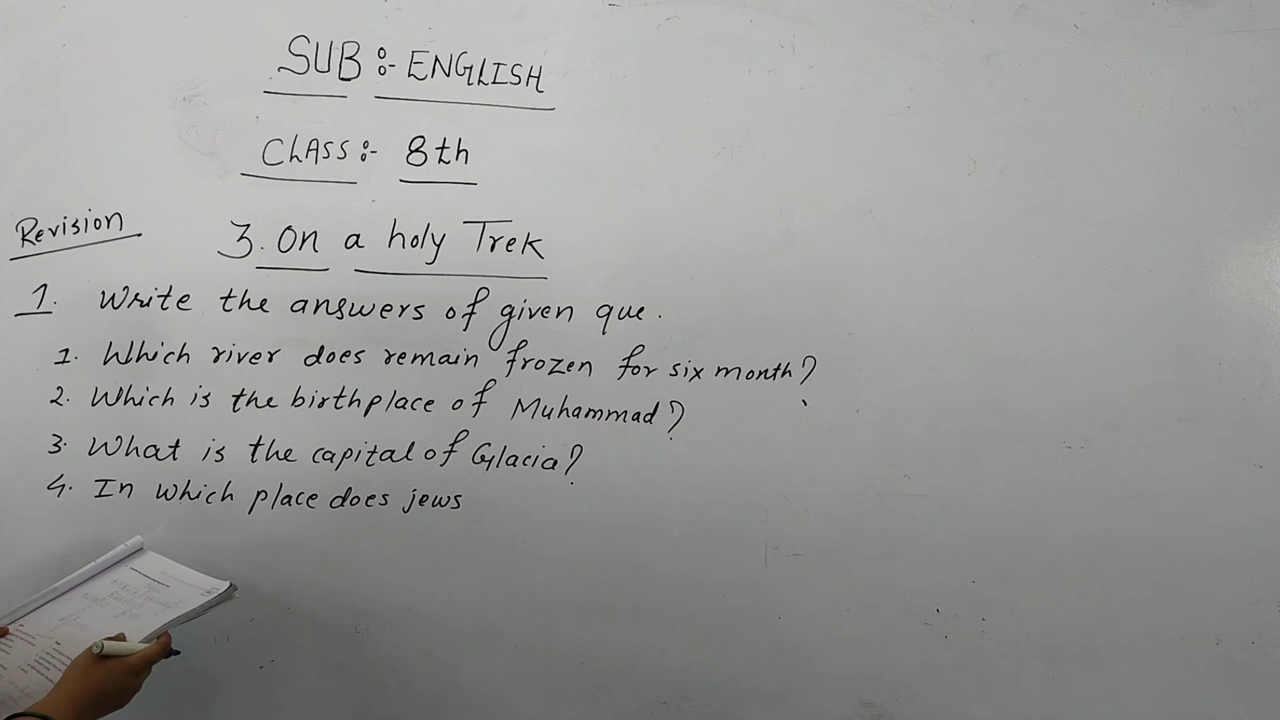 SUB :- ENGLISH
CLASS :- 8th
Revision
3. On a holy Trek
1. Write the answers of given que.
1. Which river does remain frozen for six month?
2. Which is the birthplace of Muhammad?
3. What is the capital of Glacia?
4. In which place does jews